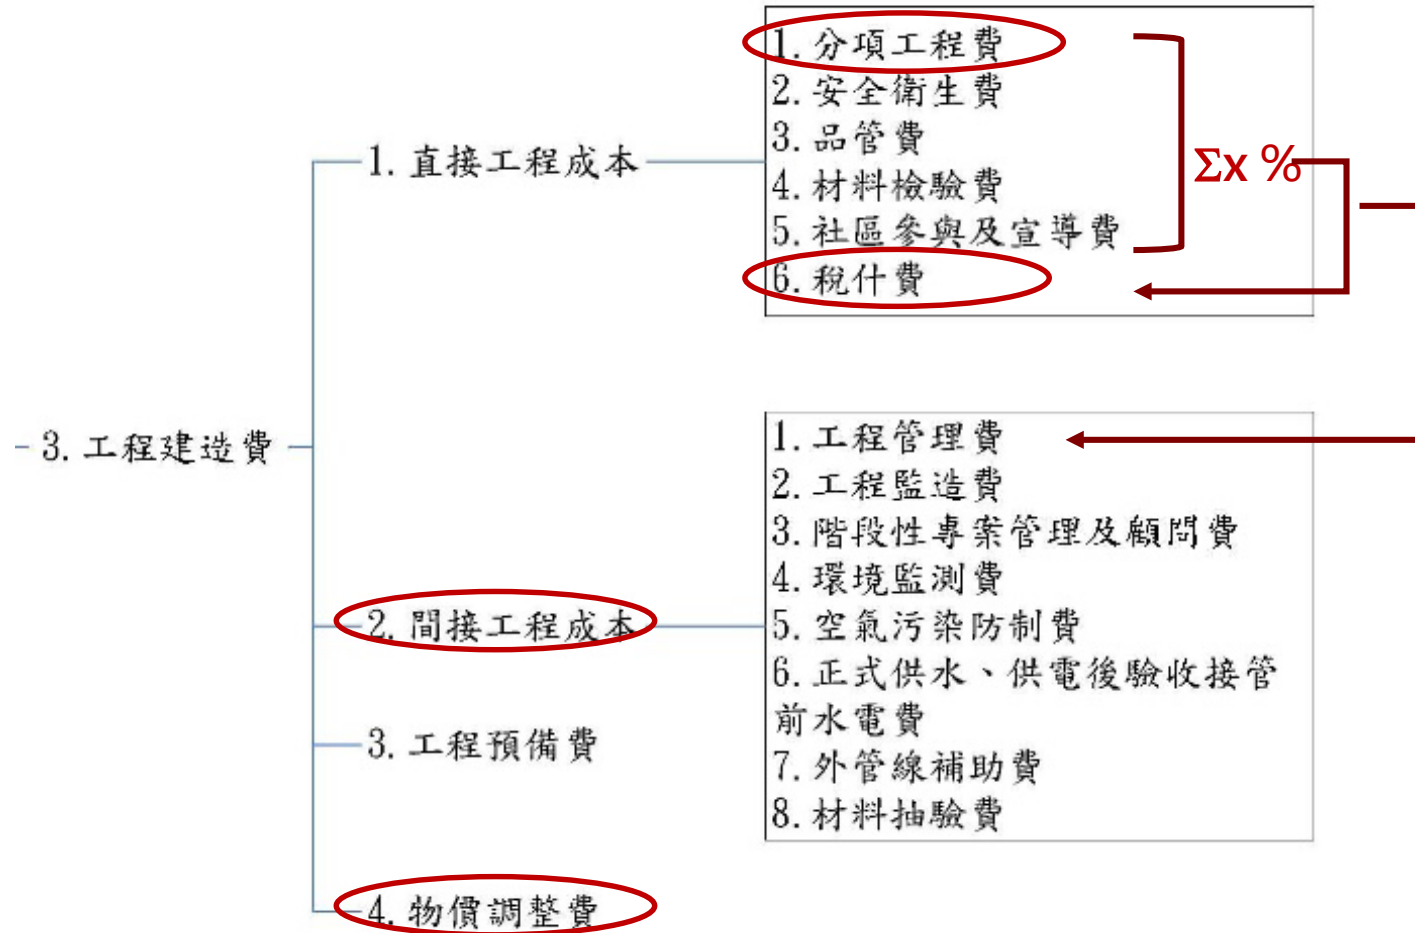 3. 工程建造費
1. 直接工程成本
1. 分項工程費
2. 安全衛生費
3. 品管費
4. 材料檢驗費
5. 社區參與及宣導費
6. 稅什費
Σx %
2. 間接工程成本
1. 工程管理費
2. 工程監造費
3. 階段性專案管理及顧問費
4. 環境監測費
5. 空氣污染防制費
6. 正式供水、供電後驗收接管
前水電費
7. 外管線補助費
8. 材料抽驗費
3. 工程預備費
4. 物價調整費